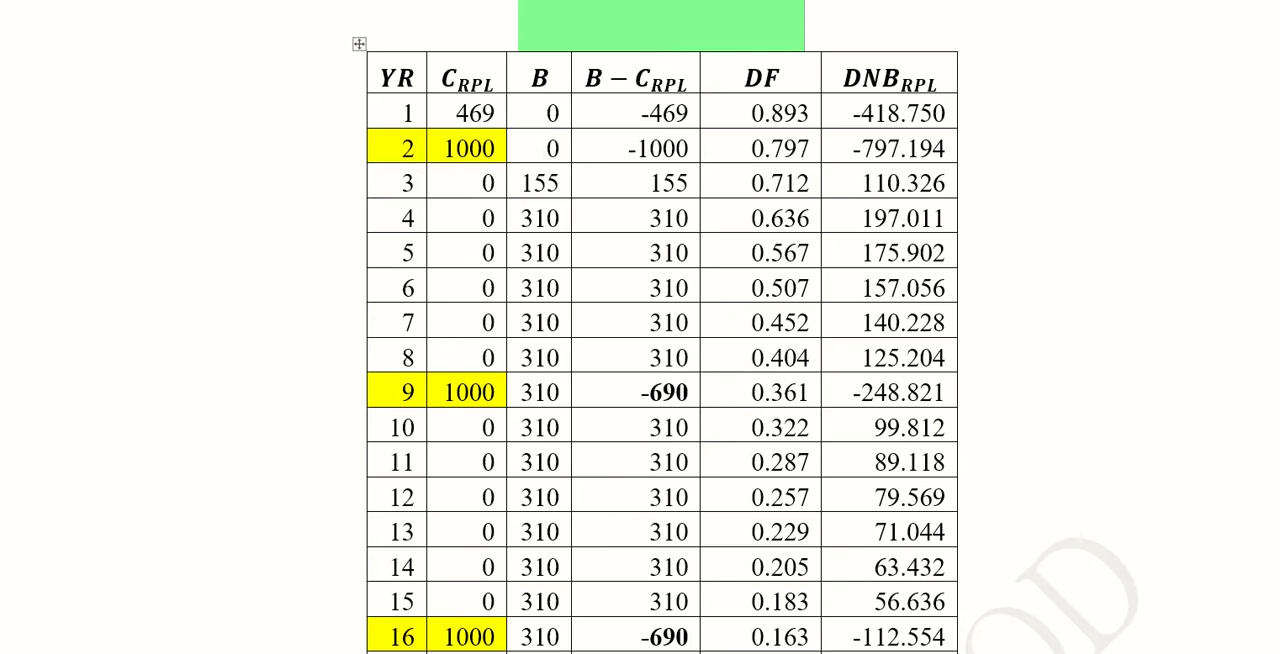 YR C_RPL B B − C_RPL DF DNB_RPL
1 469 0 -469 0.893 -418.750
2 1000 0 -1000 0.797 -797.194
3 0 155 155 0.712 110.326
4 0 310 310 0.636 197.011
5 0 310 310 0.567 175.902
6 0 310 310 0.507 157.056
7 0 310 310 0.452 140.228
8 0 310 310 0.404 125.204
9 1000 310 -690 0.361 -248.821
10 0 310 310 0.322 99.812
11 0 310 310 0.287 89.118
12 0 310 310 0.257 79.569
13 0 310 310 0.229 71.044
14 0 310 310 0.205 63.432
15 0 310 310 0.183 56.636
16 1000 310 -690 0.163 -112.554
OD